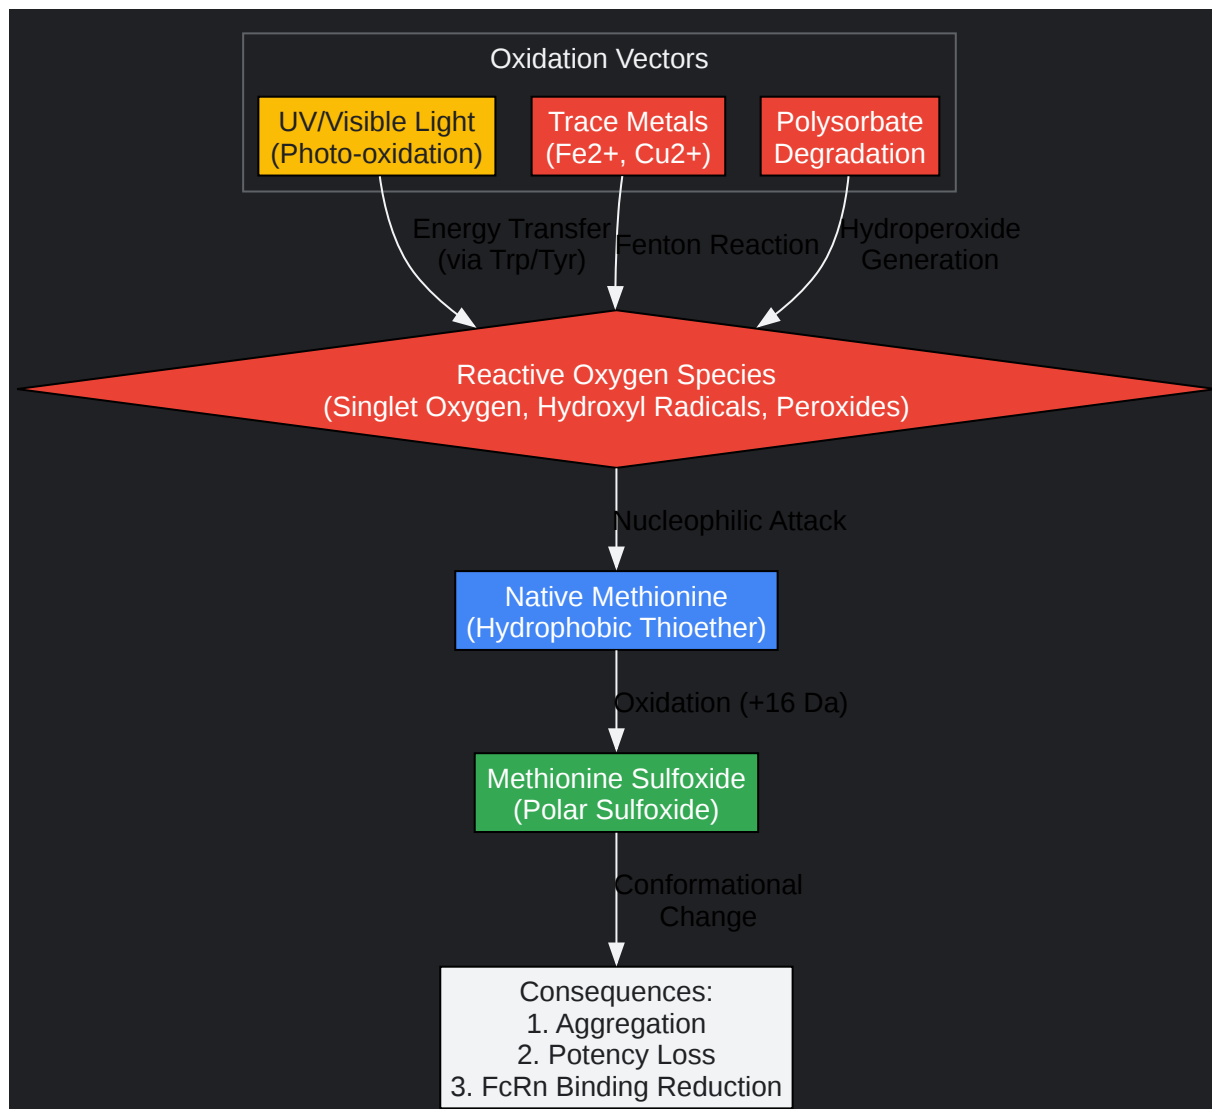 Oxidation Vectors
UV/Visible Light
(Photo-oxidation)
Trace Metals
(Fe2+, Cu2+)
Polysorbate
Degradation
Energy Transfer
(via Trp/Tyr)
Fenton Reaction
Hydroperoxide
Generation
Reactive Oxygen Species
(Singlet Oxygen, Hydroxyl Radicals, Peroxides)
Nucleophilic Attack
Native Methionine
(Hydrophobic Thioether)
Oxidation (+16 Da)
Methionine Sulfoxide
(Polar Sulfoxide)
Conformational
Change
Consequences:
1. Aggregation
2. Potency Loss
3. FcRn Binding Reduction